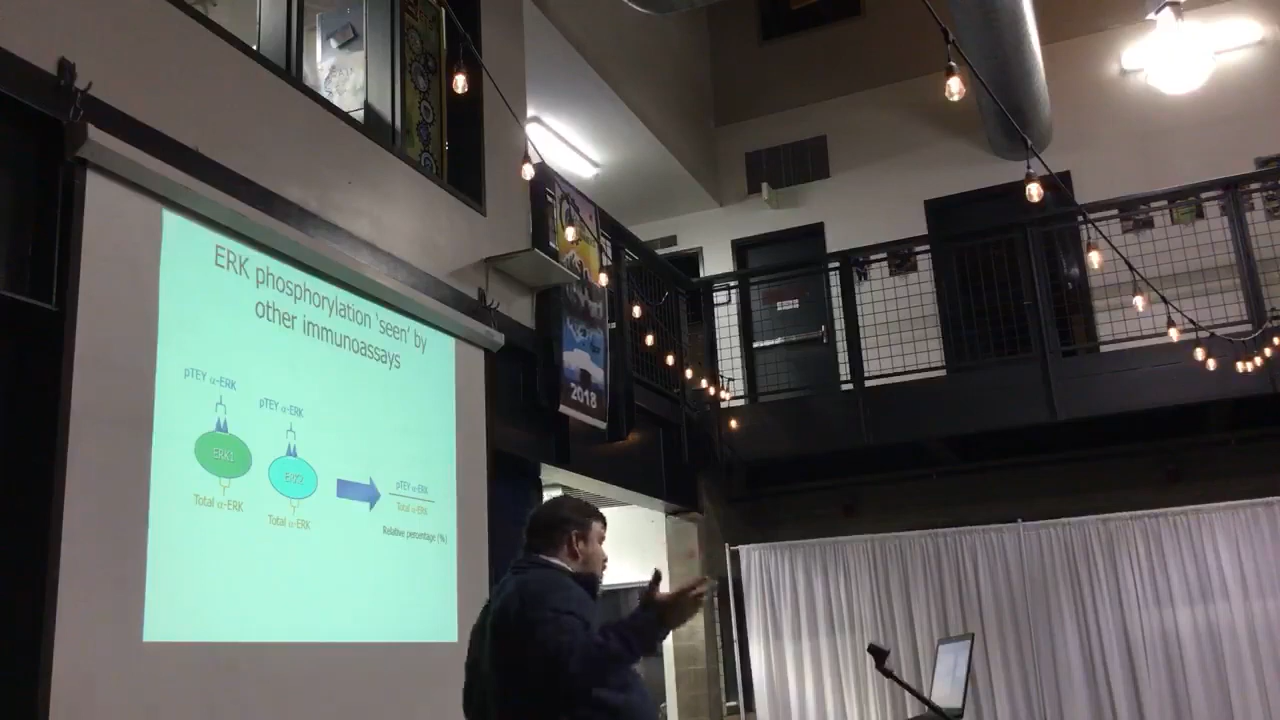 ERK phosphorylation 'seen' by
other immunoassays
pTEY α-ERK
pTEY α-ERK
ERK1
ERK2
Total α-ERK
Total α-ERK
pTEY α-ERK
Total α-ERK
Relative percentage (%)
2018